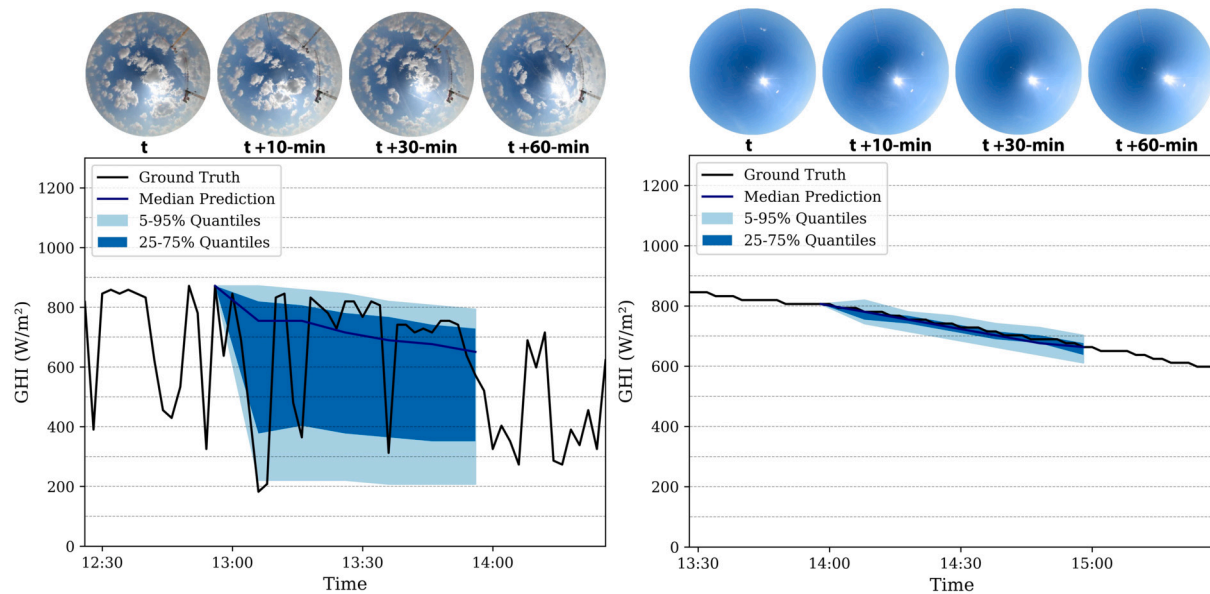 t t +10-min t +30-min t +60-min
Ground Truth
Median Prediction
5-95% Quantiles
25-75% Quantiles
GHI (W/m²)
1200
1000
800
600
400
200
0
12:30 13:00 13:30 14:00
Time
t t +10-min t +30-min t +60-min
Ground Truth
Median Prediction
5-95% Quantiles
25-75% Quantiles
GHI (W/m²)
1200
1000
800
600
400
200
0
13:30 14:00 14:30 15:00
Time